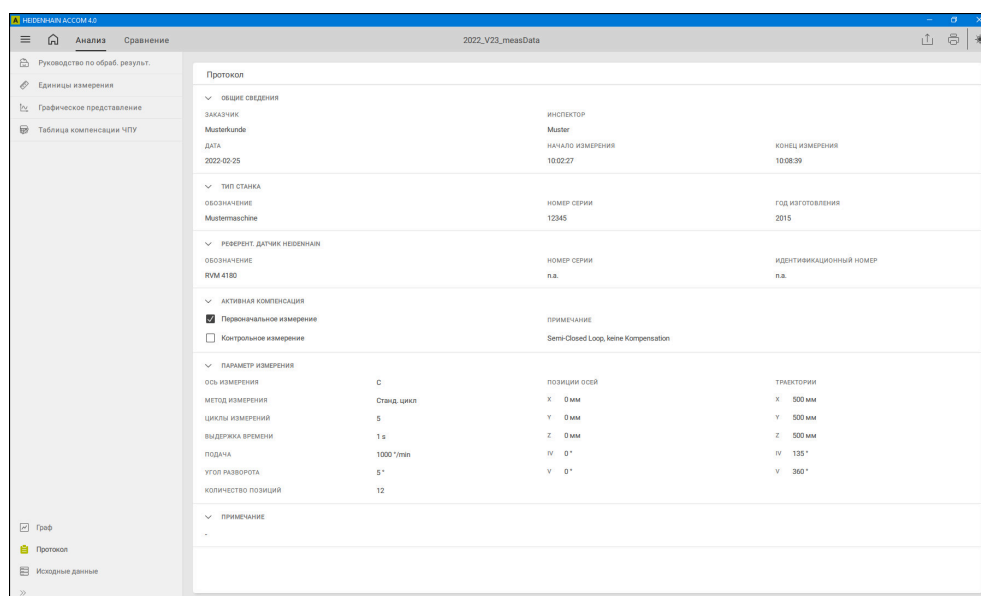 HEIDENHAIN ACCOM 4.0
Анализ Сравнение 2022_V23_measData
Руководство по обраб. результ.
Единицы измерения
Графическое представление
Таблица компенсации ЧПУ
Протокол
ОБЩИЕ СВЕДЕНИЯ
ЗАКАЗЧИК ИНСПЕКТОР
Musterkunde Muster
ДАТА НАЧАЛО ИЗМЕРЕНИЯ КОНЕЦ ИЗМЕРЕНИЯ
2022-02-25 10:02:27 10:08:39
ТИП СТАНКА
ОБОЗНАЧЕНИЕ НОМЕР СЕРИИ ГОД ИЗГОТОВЛЕНИЯ
Mustermaschine 12345 2015
РЕФЕРЕНТ. ДАТЧИК HEIDENHAIN
ОБОЗНАЧЕНИЕ НОМЕР СЕРИИ ИДЕНТИФИКАЦИОННЫЙ НОМЕР
RVM 4180 n.a. n.a.
АКТИВНАЯ КОМПЕНСАЦИЯ
Первоначальное измерение ПРИМЕЧАНИЕ
Контрольное измерение Semi-Closed Loop, keine Kompensation
ПАРАМЕТР ИЗМЕРЕНИЯ
ОСЬ ИЗМЕРЕНИЯ C ПОЗИЦИИ ОСЕЙ ТРАЕКТОРИИ
МЕТОД ИЗМЕРЕНИЯ Станд. цикл X 0 мм X 500 мм
ЦИКЛЫ ИЗМЕРЕНИЙ 5 Y 0 мм Y 500 мм
ВЫДЕРЖКА ВРЕМЕНИ 1 s Z 0 мм Z 500 мм
ПОДАЧА 1000 °/min IV 0 ° IV 135 °
УГОЛ РАЗВОРОТА 5 ° V 0 ° V 360 °
КОЛИЧЕСТВО ПОЗИЦИЙ 12
ПРИМЕЧАНИЕ
-
Граф
Протокол
Исходные данные